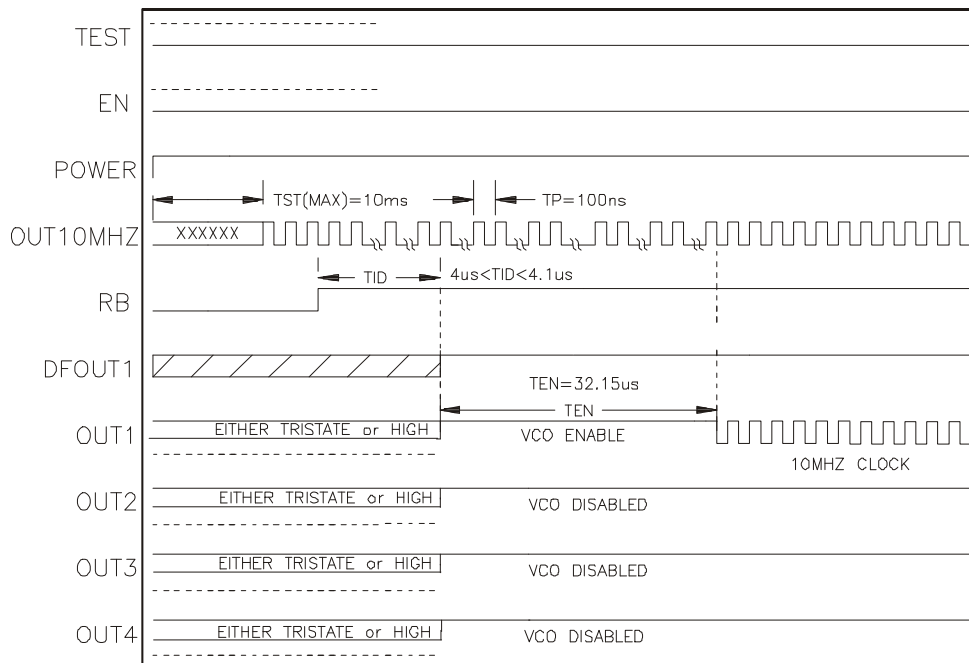 TEST
EN
POWER
TST(MAX)=10ms TP=100ns
OUT10MHZ XXXXXX
TID 4us<TID<4.1us
RB
DFOUT1
TEN=32.15us
TEN
OUT1 EITHER TRISTATE or HIGH VCO ENABLE
10MHZ CLOCK
OUT2 EITHER TRISTATE or HIGH VCO DISABLED
OUT3 EITHER TRISTATE or HIGH VCO DISABLED
OUT4 EITHER TRISTATE or HIGH VCO DISABLED